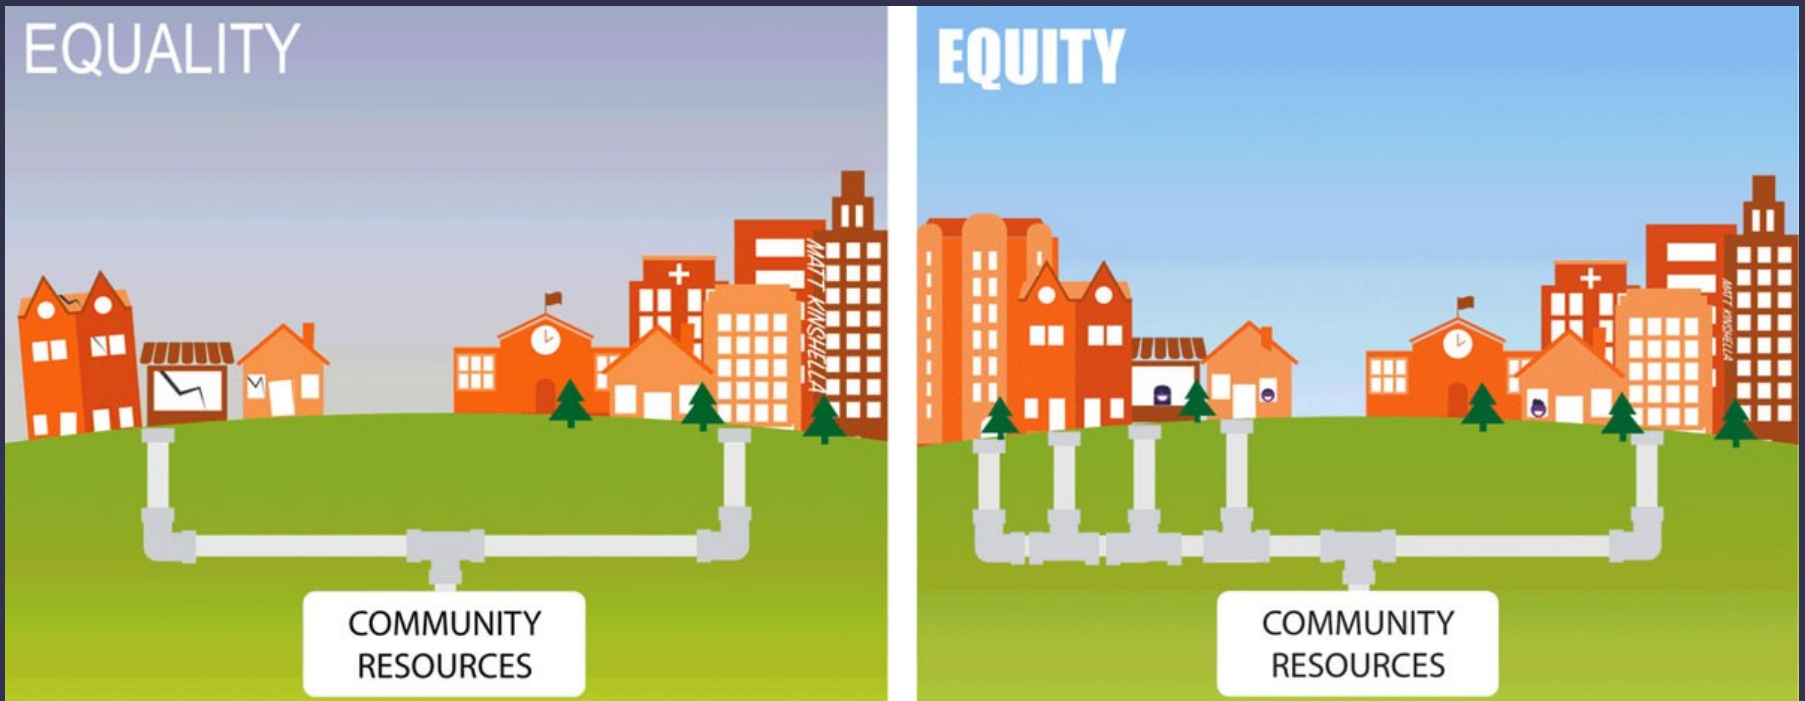 EQUALITY
MATT KINSHELLA
COMMUNITY
RESOURCES
EQUITY
MATT KINSHELLA
COMMUNITY
RESOURCES